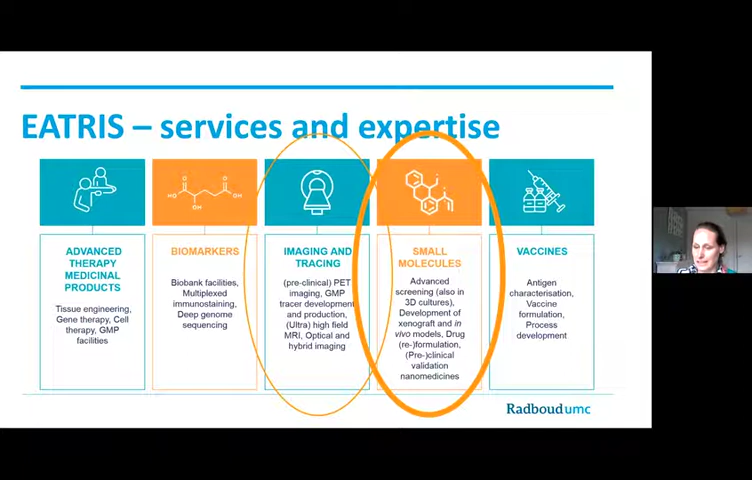 EATRIS – services and expertise
HO
O
O
OH
OH
ADVANCED
THERAPY
MEDICINAL
PRODUCTS
Tissue engineering,
Gene therapy, Cell
therapy, GMP
facilities
BIOMARKERS
Biobank facilities,
Multiplexed
immunostaining,
Deep genome
sequencing
IMAGING AND
TRACING
(pre-clinical) PET
imaging, GMP
tracer development
and production,
(Ultra) high field
MRI, Optical and
hybrid imaging
SMALL
MOLECULES
Advanced
screening (also in
3D cultures),
Development of
xenograft and in
vivo models, Drug
(re-)formulation,
(Pre-)clinical
validation
nanomedicines
VACCINES
Antigen
characterisation,
Vaccine
formulation,
Process
development
Radboudumc